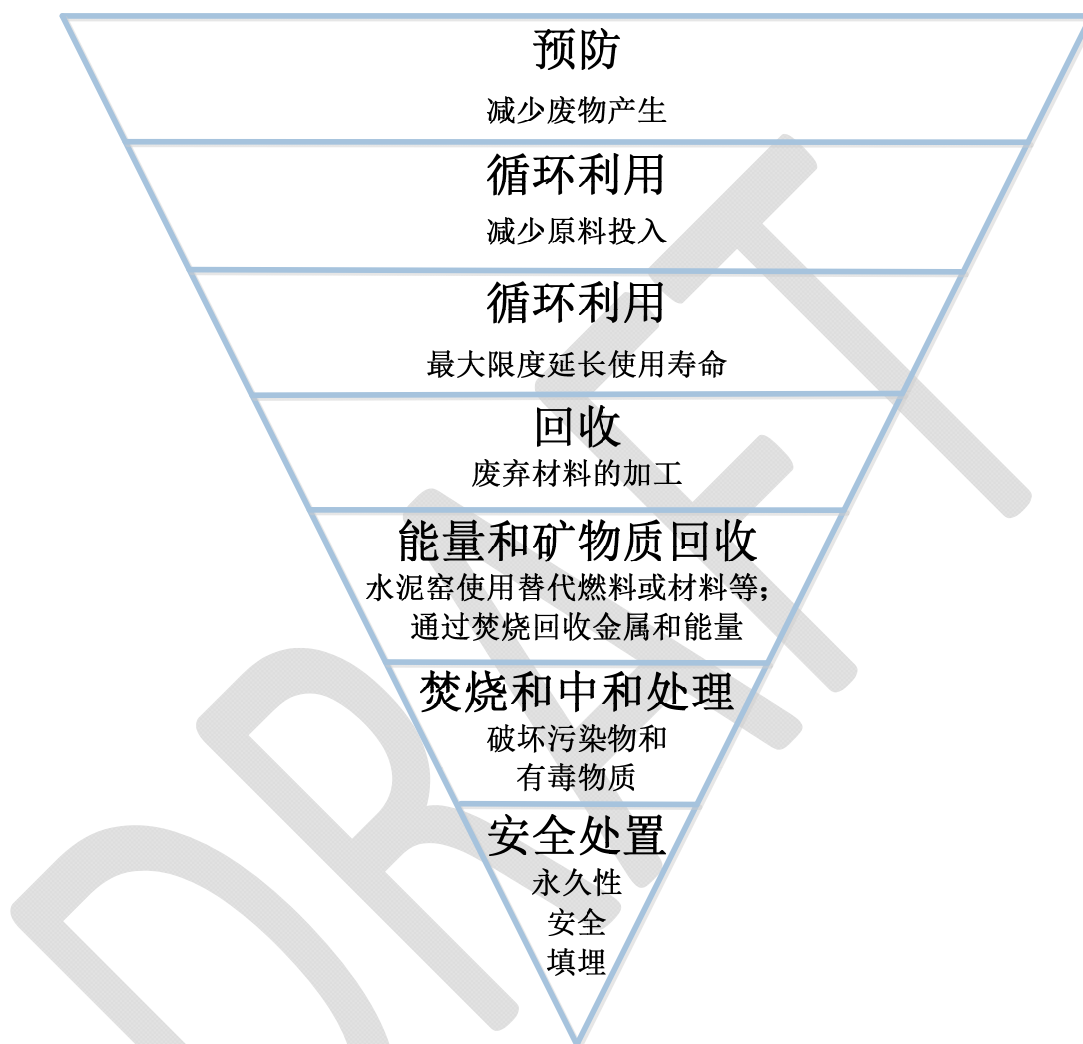 预防
减少废物产生
循环利用
减少原料投入
循环利用
最大限度延长使用寿命
回收
废弃材料的加工
能量和矿物质回收
水泥窑使用替代燃料或材料等；
通过焚烧回收金属和能量
焚烧和中和处理
破坏污染物和
有毒物质
安全处置
永久性
安全
填埋
DRAFT